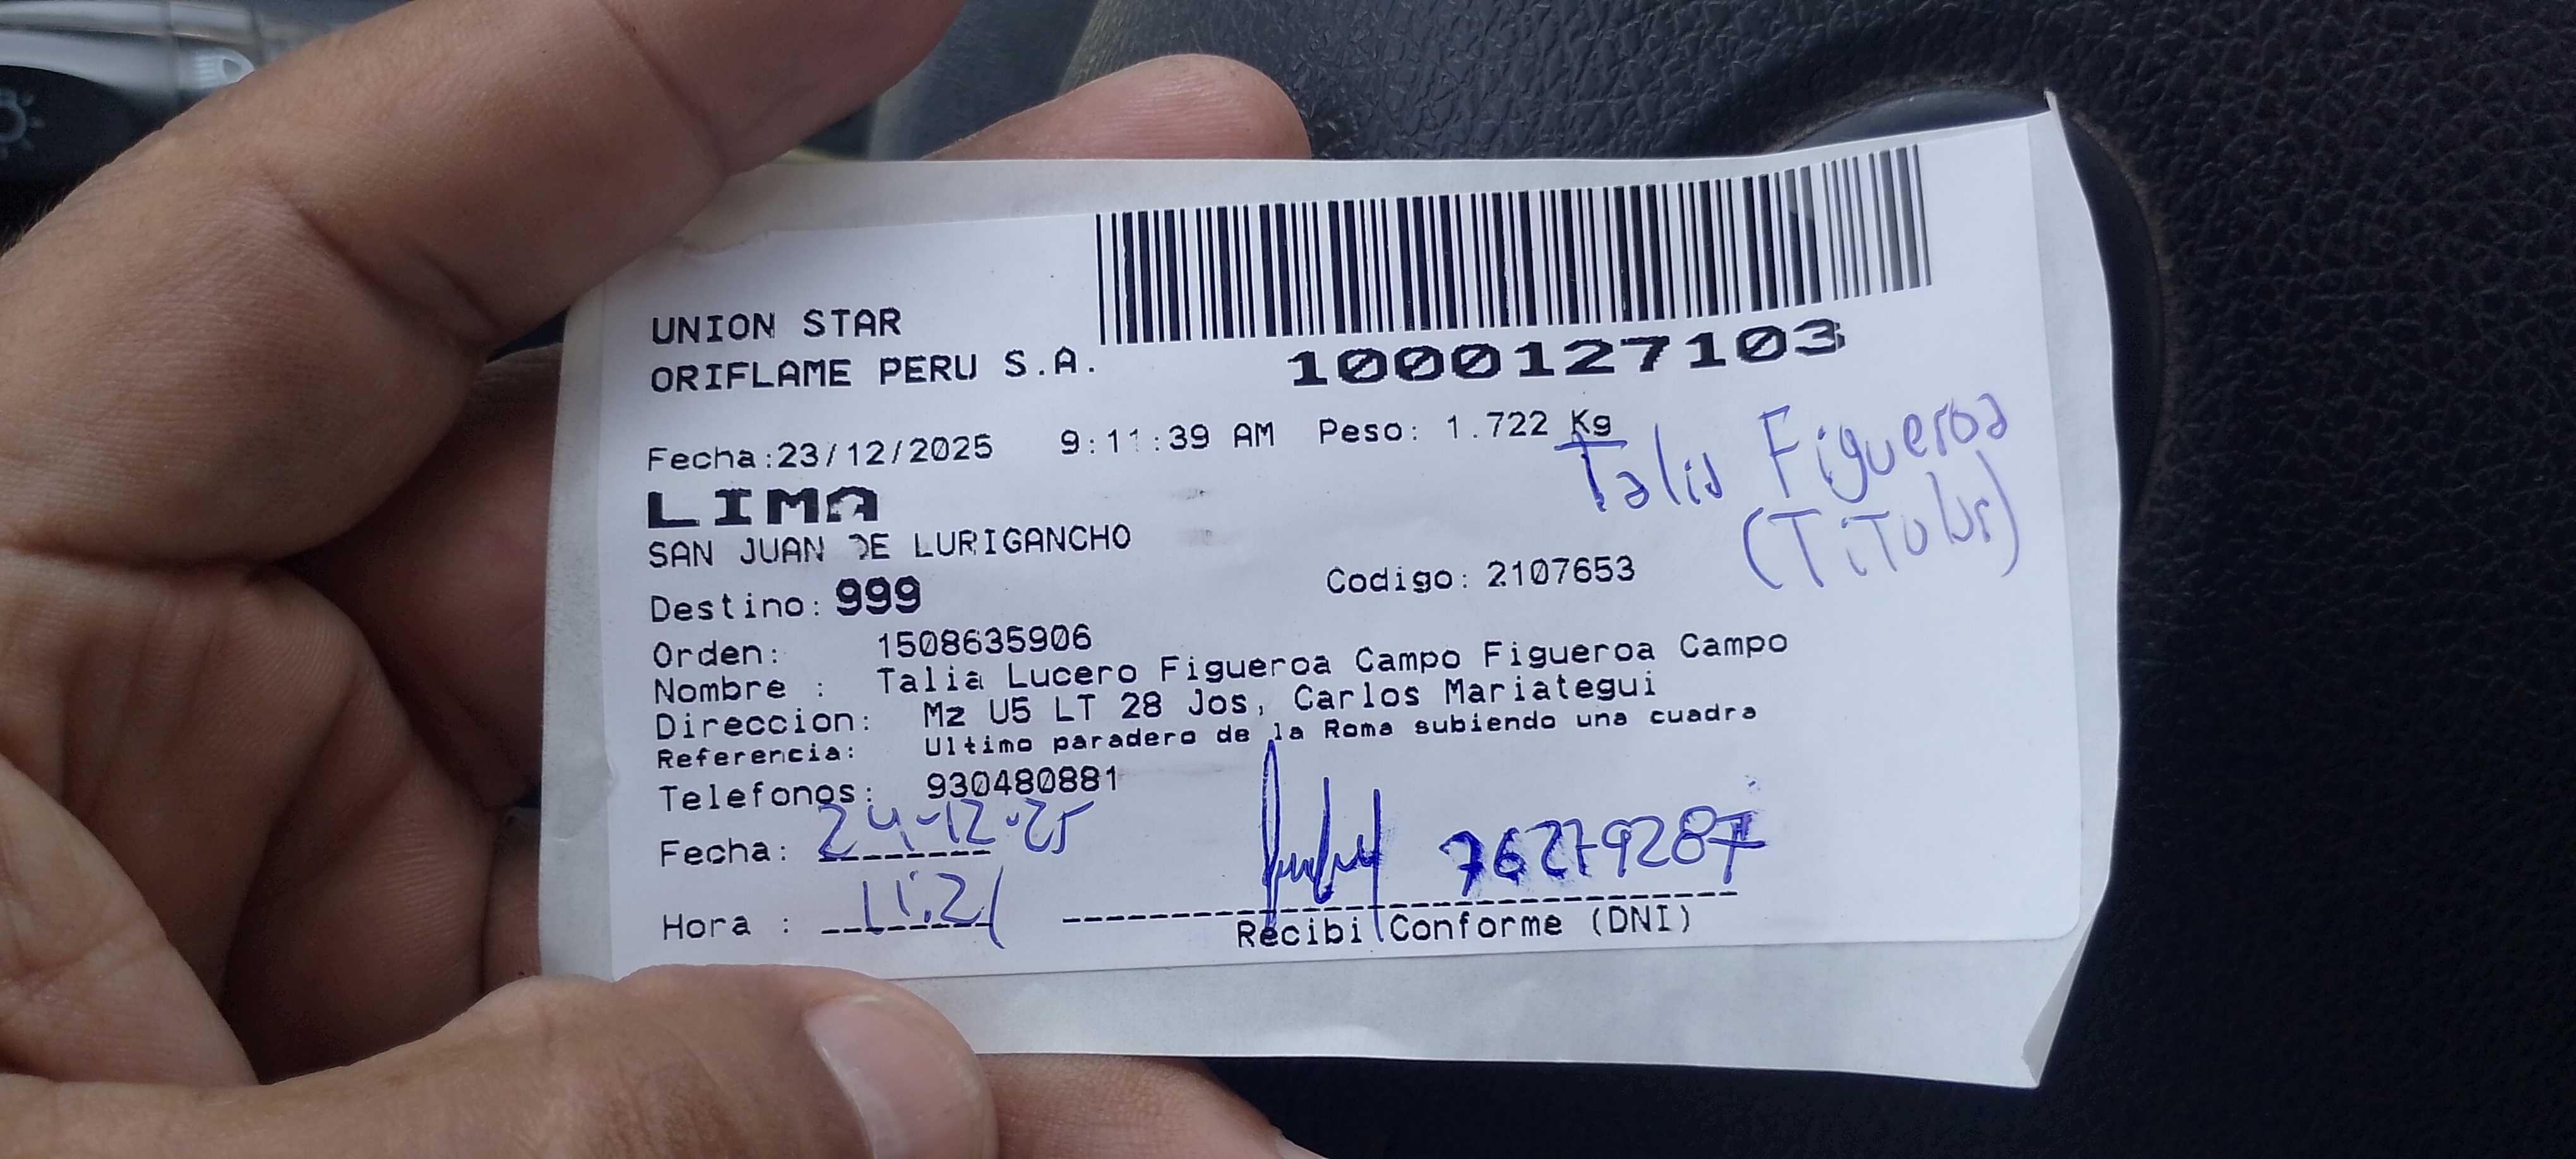 UNION STAR
ORIFLAME PERU S.A.
1000127103
Fecha:23/12/2025 9:11:39 AM Peso: 1.722 Kg
Talia Figueroa
(TiTular)
LIMA
SAN JUAN DE LURIGANCHO
Destino: 999 Codigo: 2107653
Orden: 1508635906
Nombre : Talia Lucero Figueroa Campo Figueroa Campo
Direccion: Mz U5 LT 28 Jos, Carlos Mariategui
Referencia: Ultimo paradero de la Roma subiendo una cuadra
Telefonos: 930480881
Fecha: 24-12-25
76279287
Hora : 11:21
Recibi Conforme (DNI)